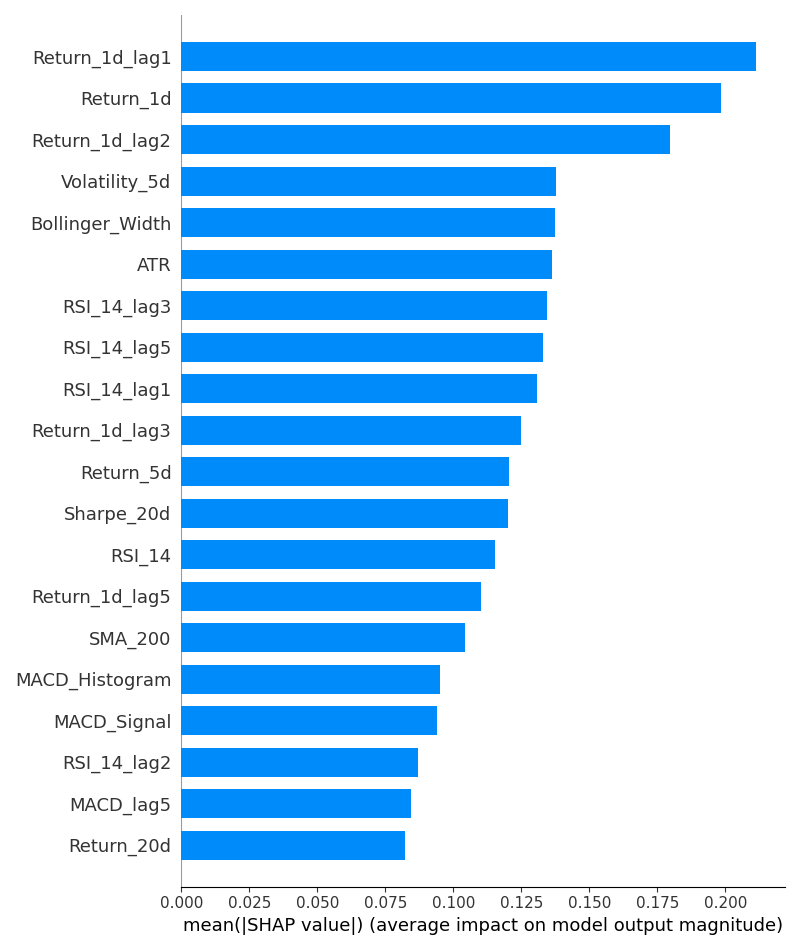 Return_1d_lag1
Return_1d
Return_1d_lag2
Volatility_5d
Bollinger_Width
ATR
RSI_14_lag3
RSI_14_lag5
RSI_14_lag1
Return_1d_lag3
Return_5d
Sharpe_20d
RSI_14
Return_1d_lag5
SMA_200
MACD_Histogram
MACD_Signal
RSI_14_lag2
MACD_lag5
Return_20d
0.000 0.025 0.050 0.075 0.100 0.125 0.150 0.175 0.200
mean(|SHAP value|) (average impact on model output magnitude)